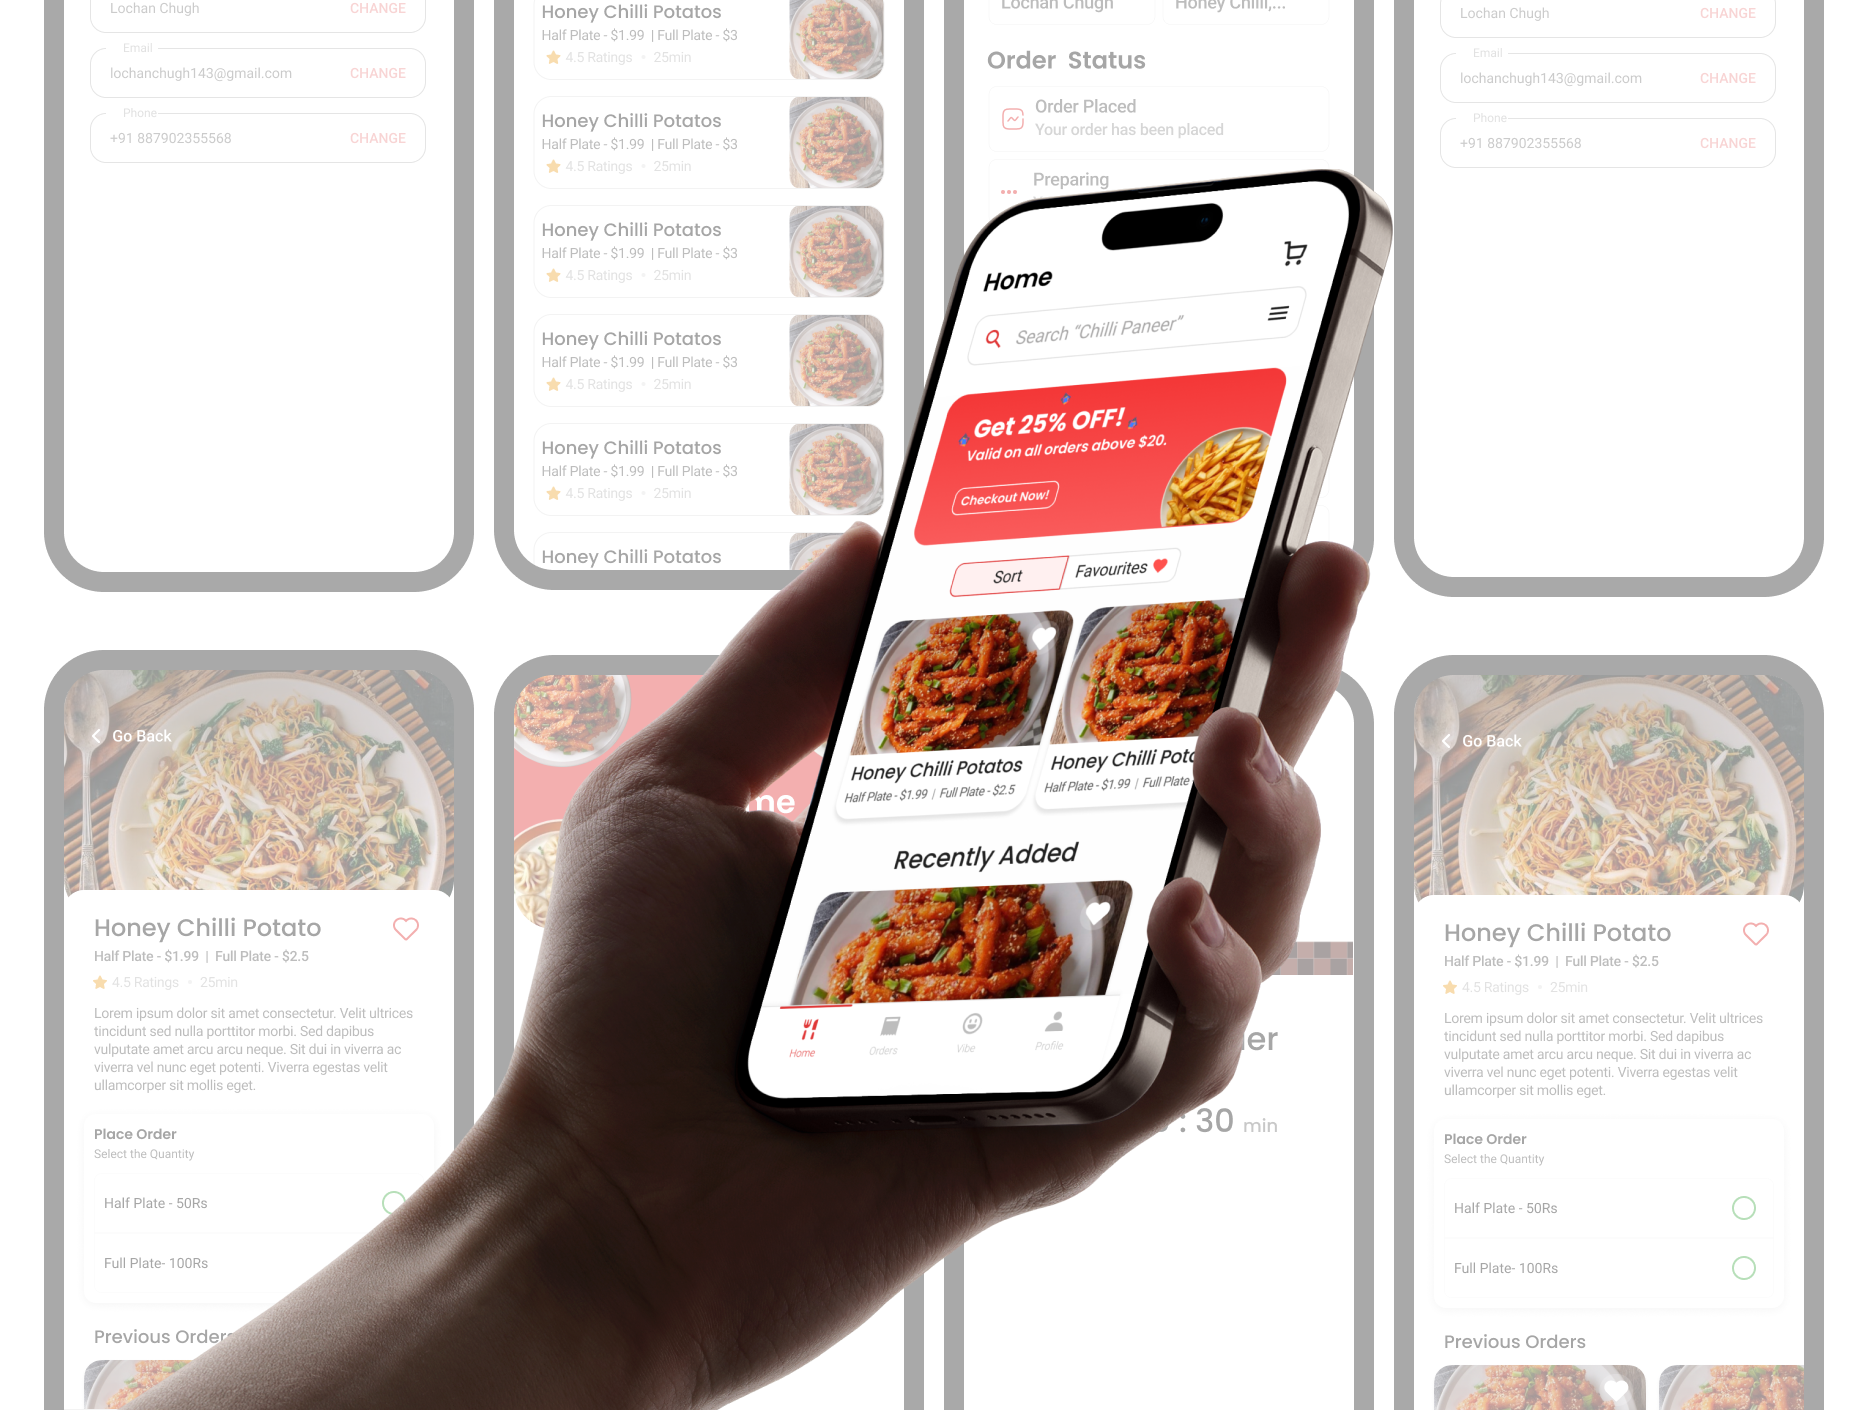 Lochan Chugh
CHANGE
Email
lochanchugh143@gmail.com
CHANGE
Phone
+91 887902355568
CHANGE
Honey Chilli Potatos
Half Plate - $1.99 | Full Plate - $3
4.5 Ratings • 25min
Honey Chilli Potatos
Half Plate - $1.99 | Full Plate - $3
4.5 Ratings • 25min
Honey Chilli Potatos
Half Plate - $1.99 | Full Plate - $3
4.5 Ratings • 25min
Honey Chilli Potatos
Half Plate - $1.99 | Full Plate - $3
4.5 Ratings • 25min
Honey Chilli Potatos
Half Plate - $1.99 | Full Plate - $3
4.5 Ratings • 25min
Honey Chilli Potatos
Lochan Chugh
Honey Chilli,...
Order Status
Order Placed
Your order has been placed
Preparing
Lochan Chugh
CHANGE
Email
lochanchugh143@gmail.com
CHANGE
Phone
+91 887902355568
CHANGE
Home
Search "Chilli Paneer"
Get 25% OFF!
Valid on all orders above $20.
Checkout Now!
Sort
Favourites
Honey Chilli Potatos
Half Plate - $1.99 | Full Plate - $2.5
Honey Chilli Potat
Half Plate - $1.99 | Full Plate
Recently Added
Home
Orders
Vibe
Profile
Go Back
Honey Chilli Potato
Half Plate - $1.99 | Full Plate - $2.5
4.5 Ratings • 25min
Lorem ipsum dolor sit amet consectetur. Velit ultrices
tincidunt sed nulla porttitor morbi. Sed dapibus
vulputate amet arcu arcu neque. Sit dui in viverra ac
viverra vel nunc eget potenti. Viverra egestas velit
ullamcorper sit mollis eget.
Place Order
Select the Quantity
Half Plate - 50Rs
Full Plate- 100Rs
Previous Orders
me
er
: 30 min
Go Back
Honey Chilli Potato
Half Plate - $1.99 | Full Plate - $2.5
4.5 Ratings • 25min
Lorem ipsum dolor sit amet consectetur. Velit ultrices
tincidunt sed nulla porttitor morbi. Sed dapibus
vulputate amet arcu arcu neque. Sit dui in viverra ac
viverra vel nunc eget potenti. Viverra egestas velit
ullamcorper sit mollis eget.
Place Order
Select the Quantity
Half Plate - 50Rs
Full Plate- 100Rs
Previous Orders